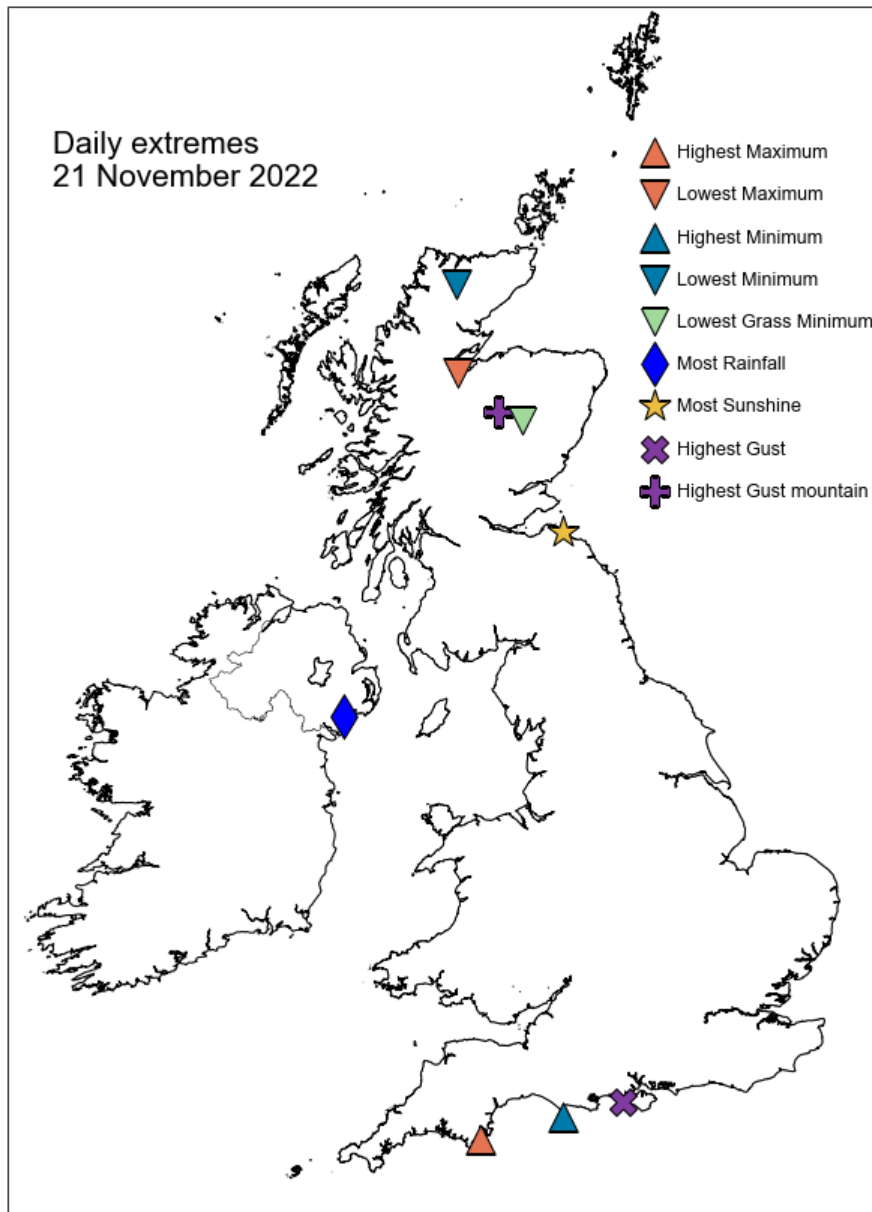 Daily extremes
21 November 2022
Highest Maximum
Lowest Maximum
Highest Minimum
Lowest Minimum
Lowest Grass Minimum
Most Rainfall
Most Sunshine
Highest Gust
Highest Gust mountain